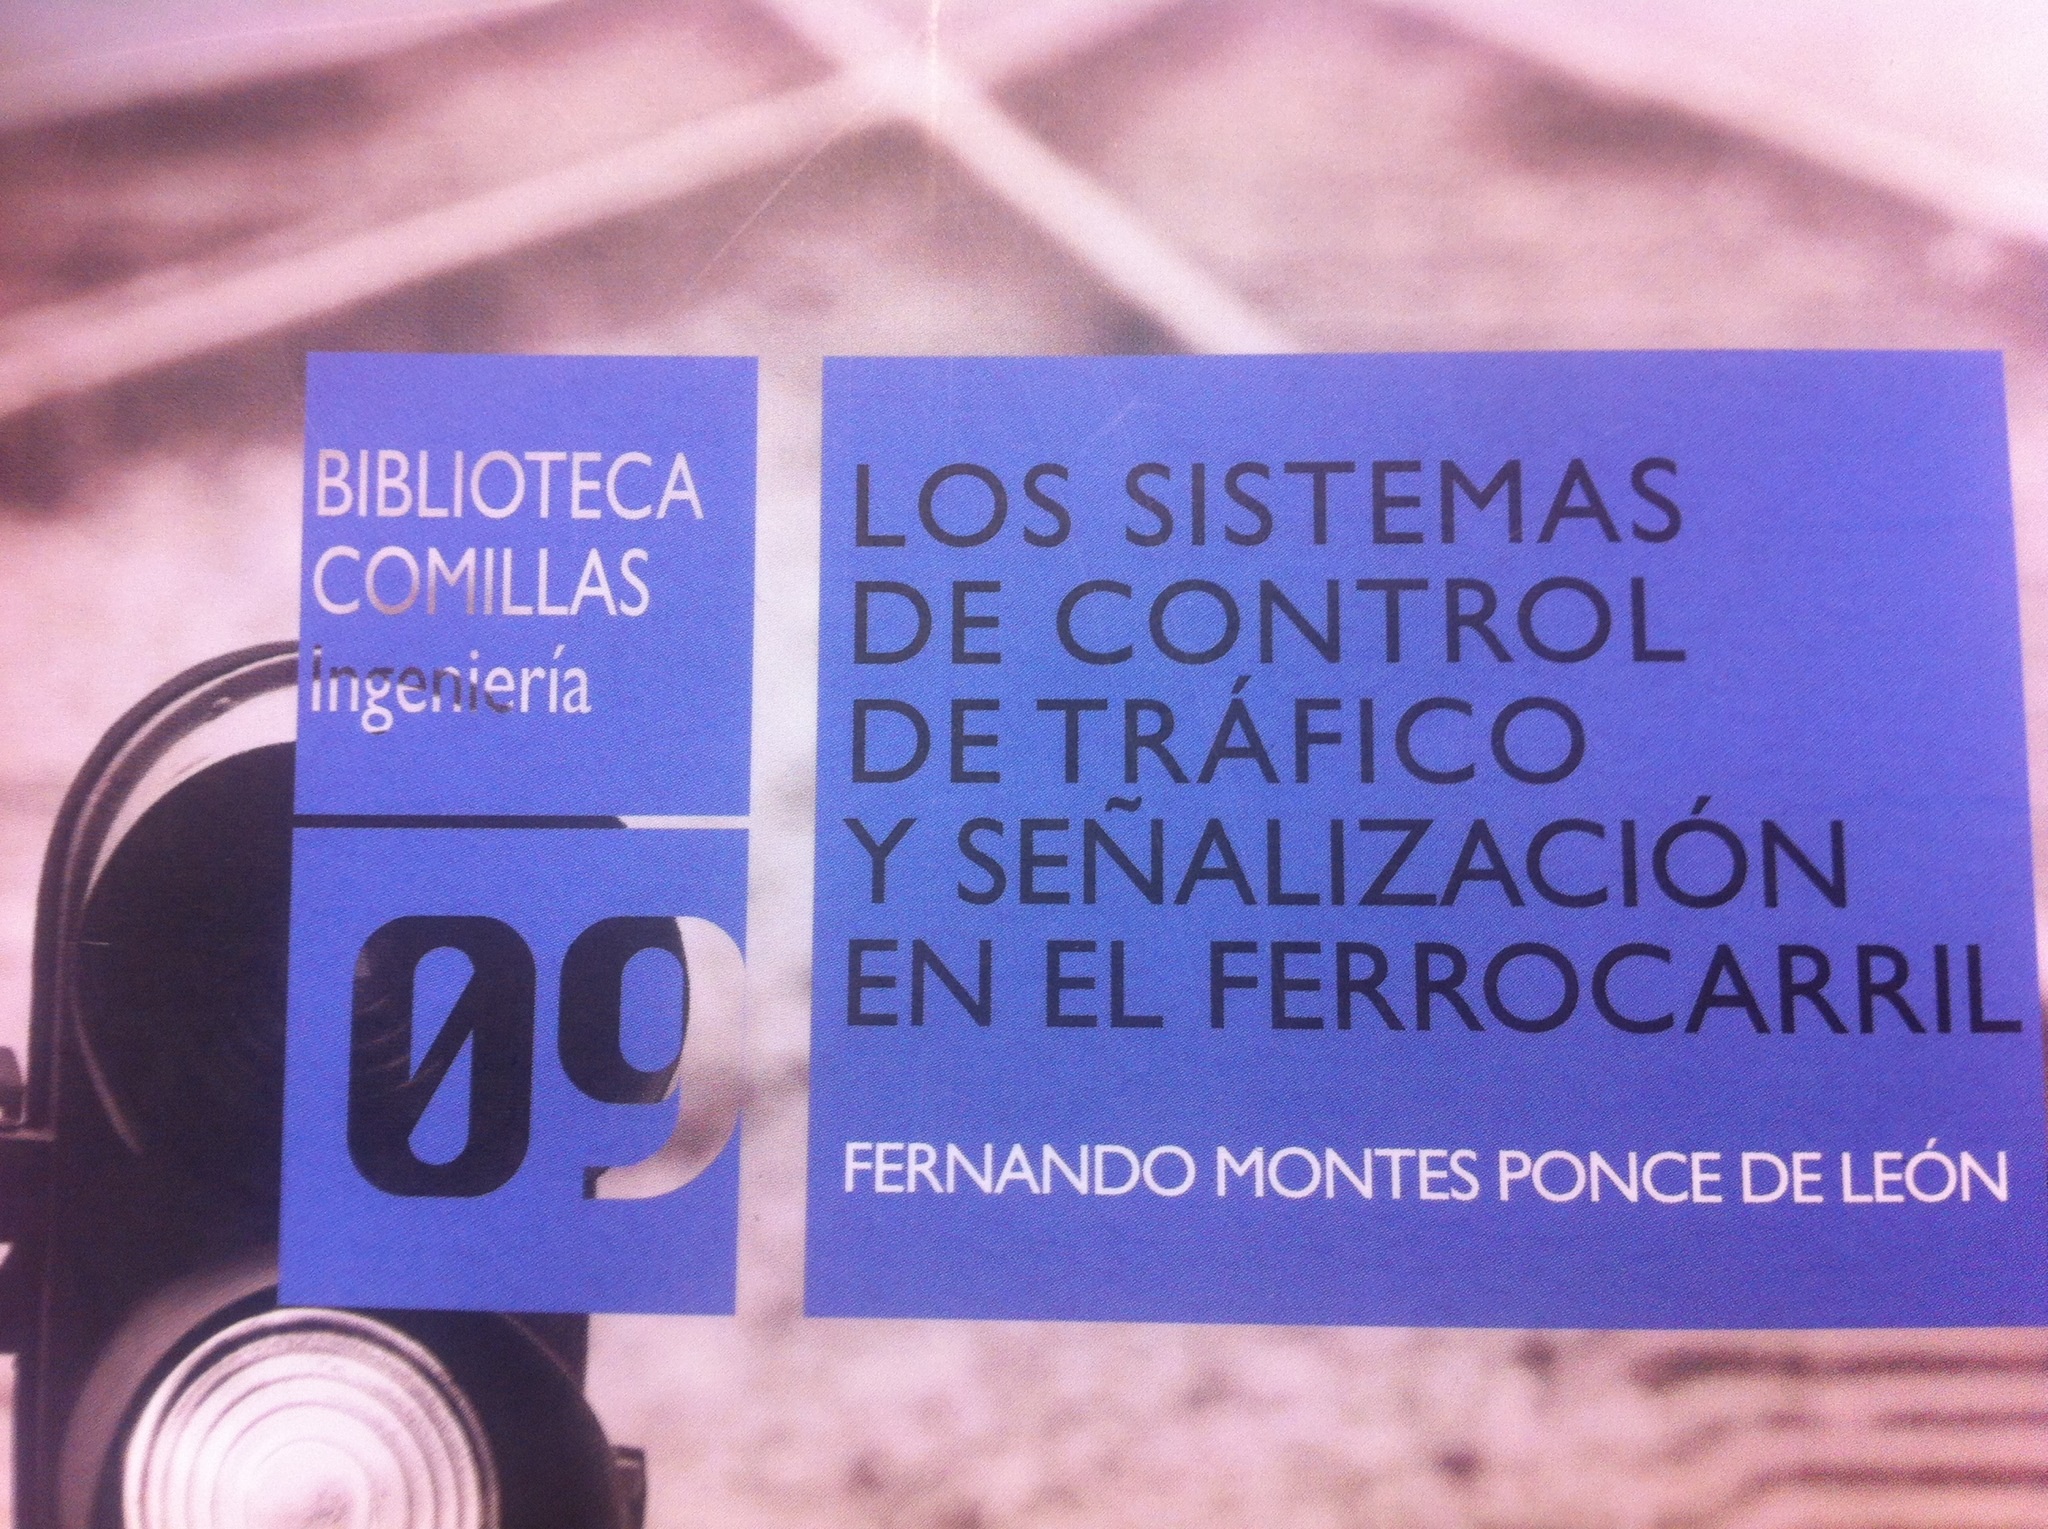 BIBLIOTECA
COMILLAS
Ingeniería
09
LOS SISTEMAS
DE CONTROL
DE TRÁFICO
Y SEÑALIZACIÓN
EN EL FERROCARRIL
FERNANDO MONTES PONCE DE LEÓN